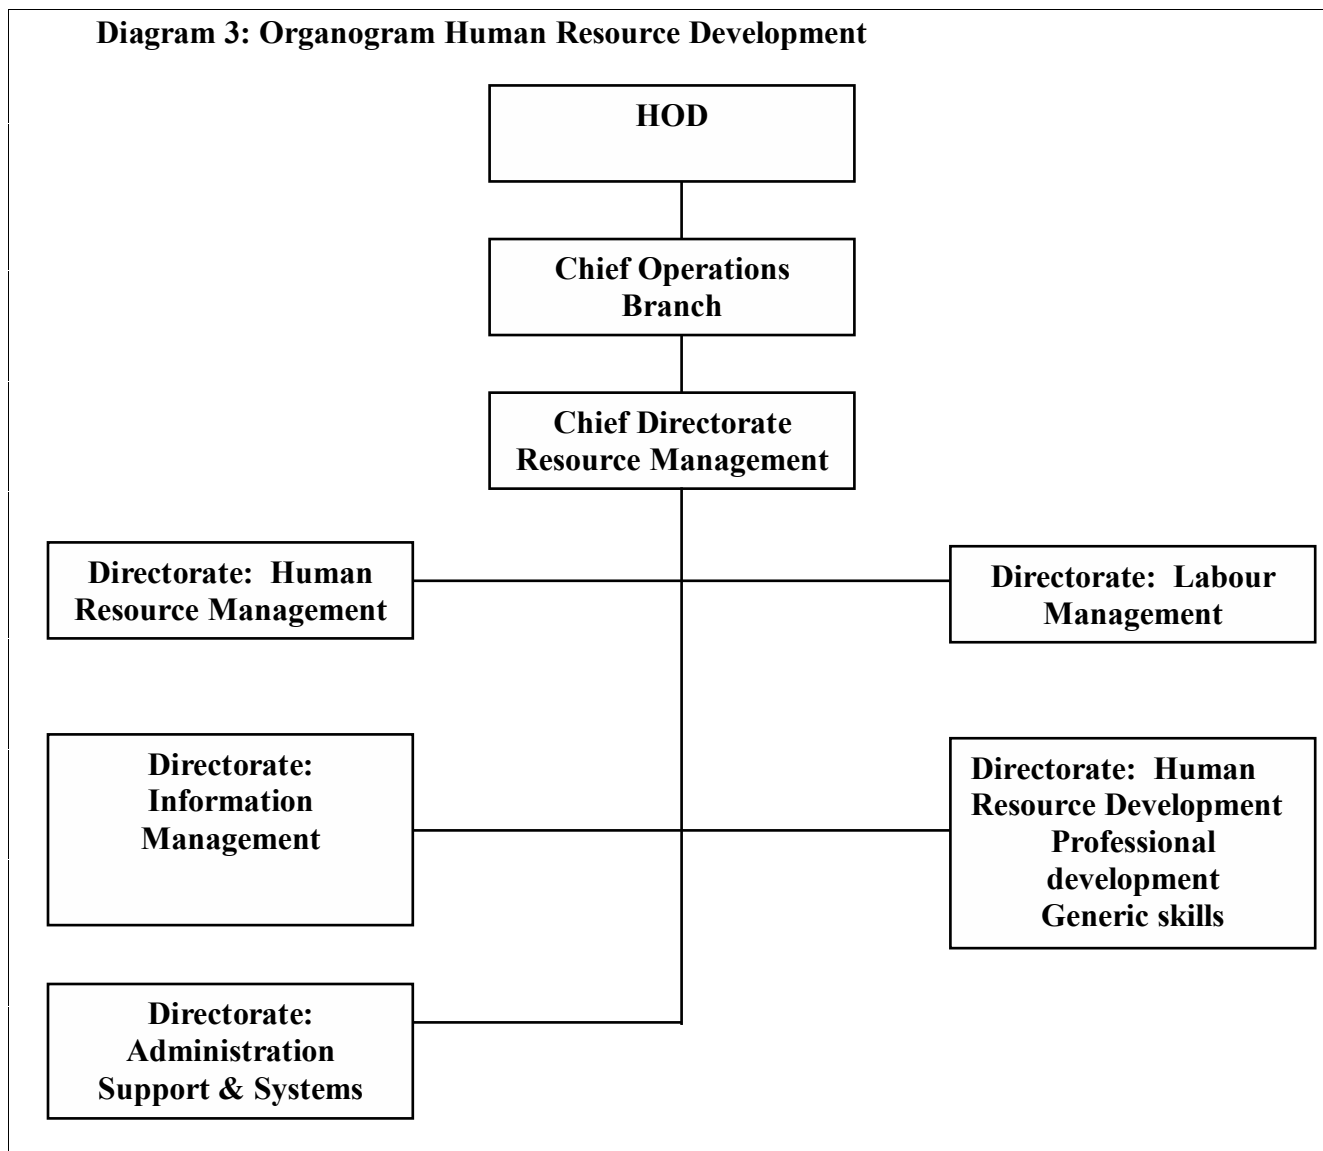 Diagram 3: Organogram Human Resource Development
HOD
Chief Operations
Branch
Chief Directorate
Resource Management
Directorate:  Human
Resource Management
Directorate:  Labour
Management
Directorate:
Information
Management
Directorate:  Human
Resource Development
Professional
development
Generic skills
Directorate:
Administration
Support & Systems